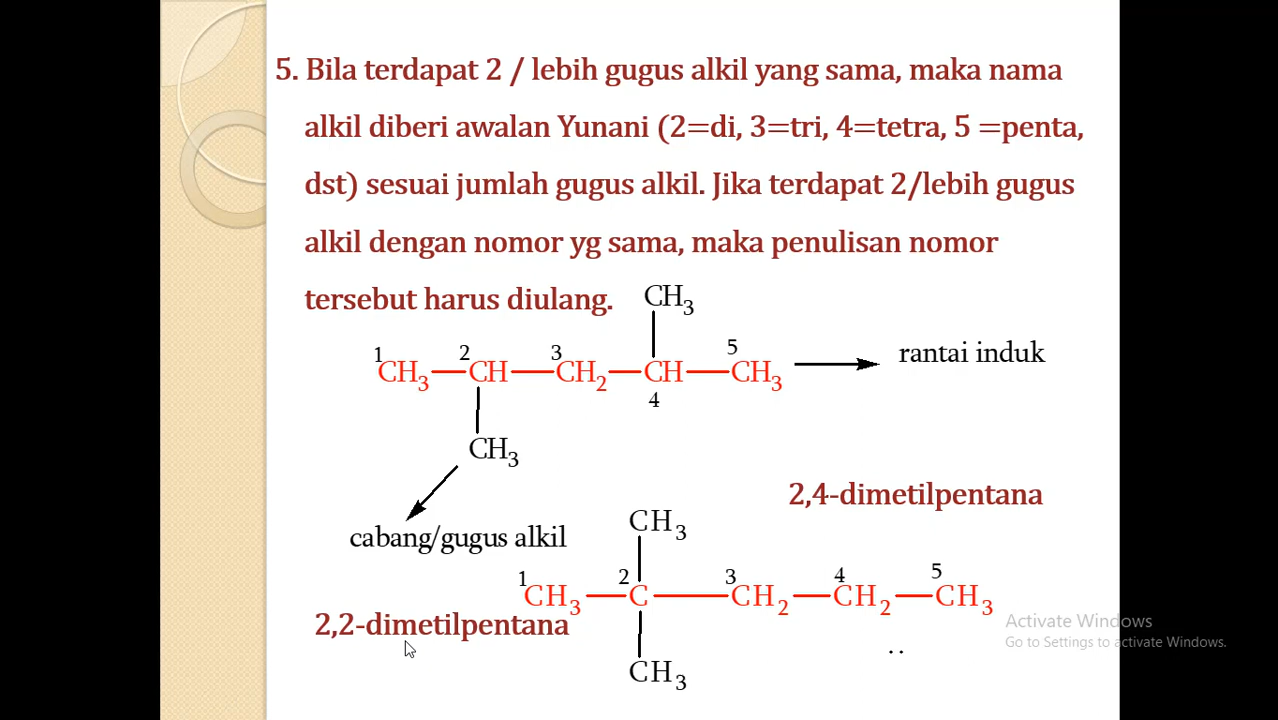 5. Bila terdapat 2 / lebih gugus alkil yang sama, maka nama
alkil diberi awalan Yunani (2=di, 3=tri, 4=tetra, 5 =penta,
dst) sesuai jumlah gugus alkil. Jika terdapat 2/lebih gugus
alkil dengan nomor yg sama, maka penulisan nomor
tersebut harus diulang.
CH3
1 2 3 5
CH3 CH CH2 CH CH3
rantai induk
4
CH3
2,4-dimetilpentana
cabang/gugus alkil
CH3
1 2 3 4 5
CH3 C CH2 CH2 CH3
2,2-dimetilpentana
CH3
..
Activate Windows
Go to Settings to activate Windows.